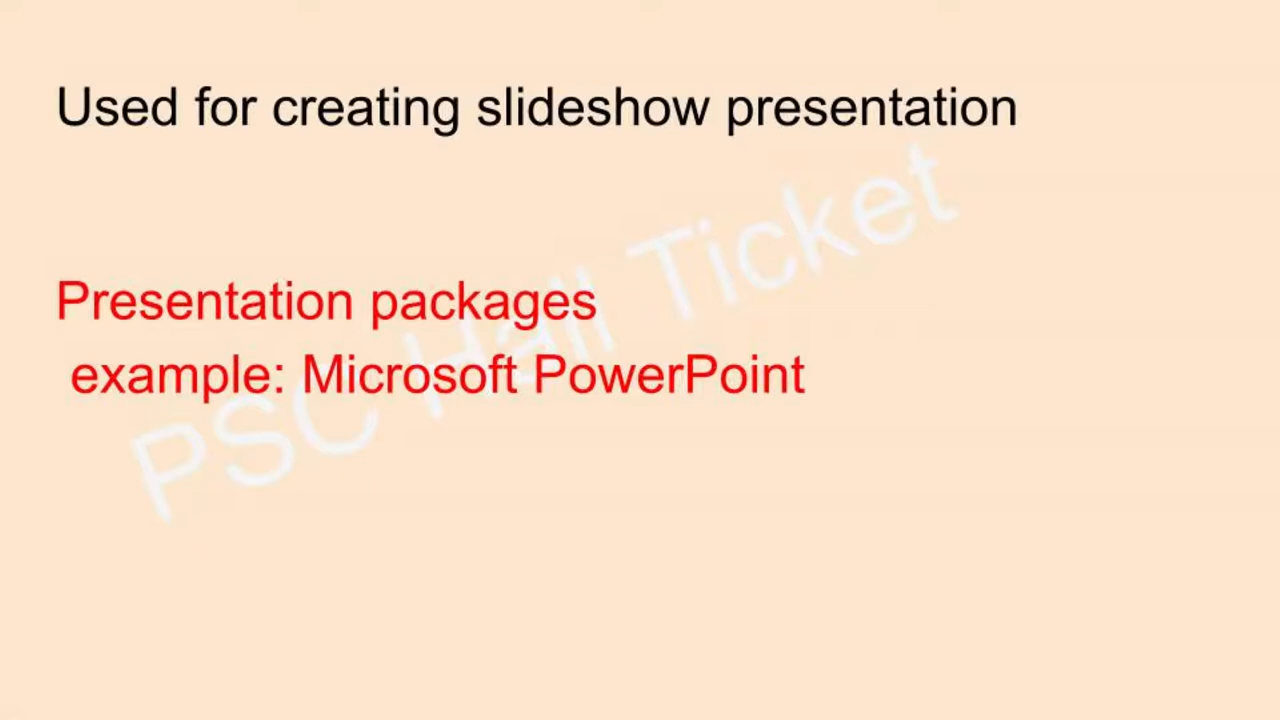 Used for creating slideshow presentation
Presentation packages
example: Microsoft PowerPoint
PSC Hall Ticket